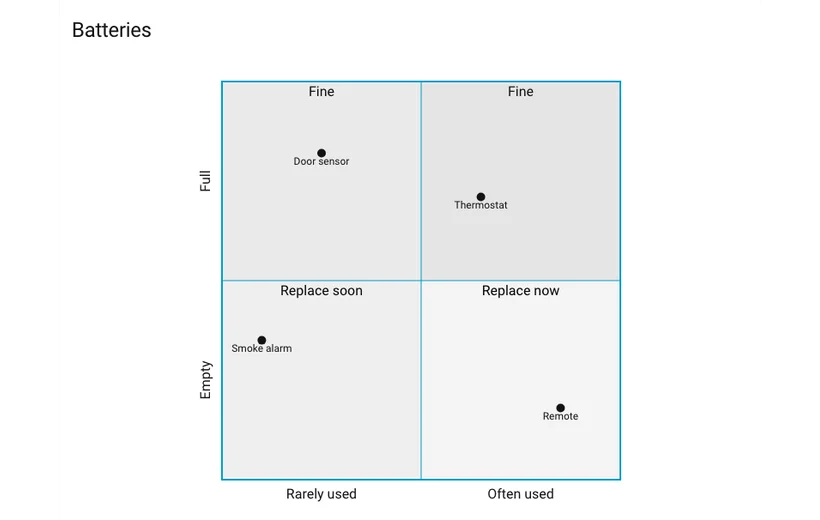 Batteries
Fine
Fine
Door sensor
Full
Thermostat
Replace soon
Replace now
Smoke alarm
Empty
Remote
Rarely used
Often used